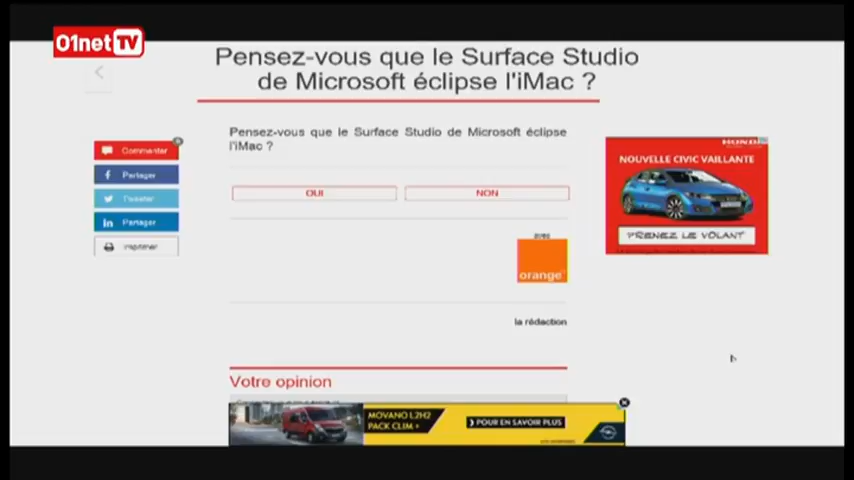 01net TV
Pensez-vous que le Surface Studio
de Microsoft éclipse l'iMac ?
Pensez-vous que le Surface Studio de Microsoft éclipse
l'iMac ?
Commenter
Partager
Tweeter
Partager
Imprimer
OUI
NON
avec
orange
la rédaction
HONDA
NOUVELLE CIVIC VAILLANTE
PRENEZ LE VOLANT
Votre opinion
MOVANO L2H2
PACK CLIM +
POUR EN SAVOIR PLUS